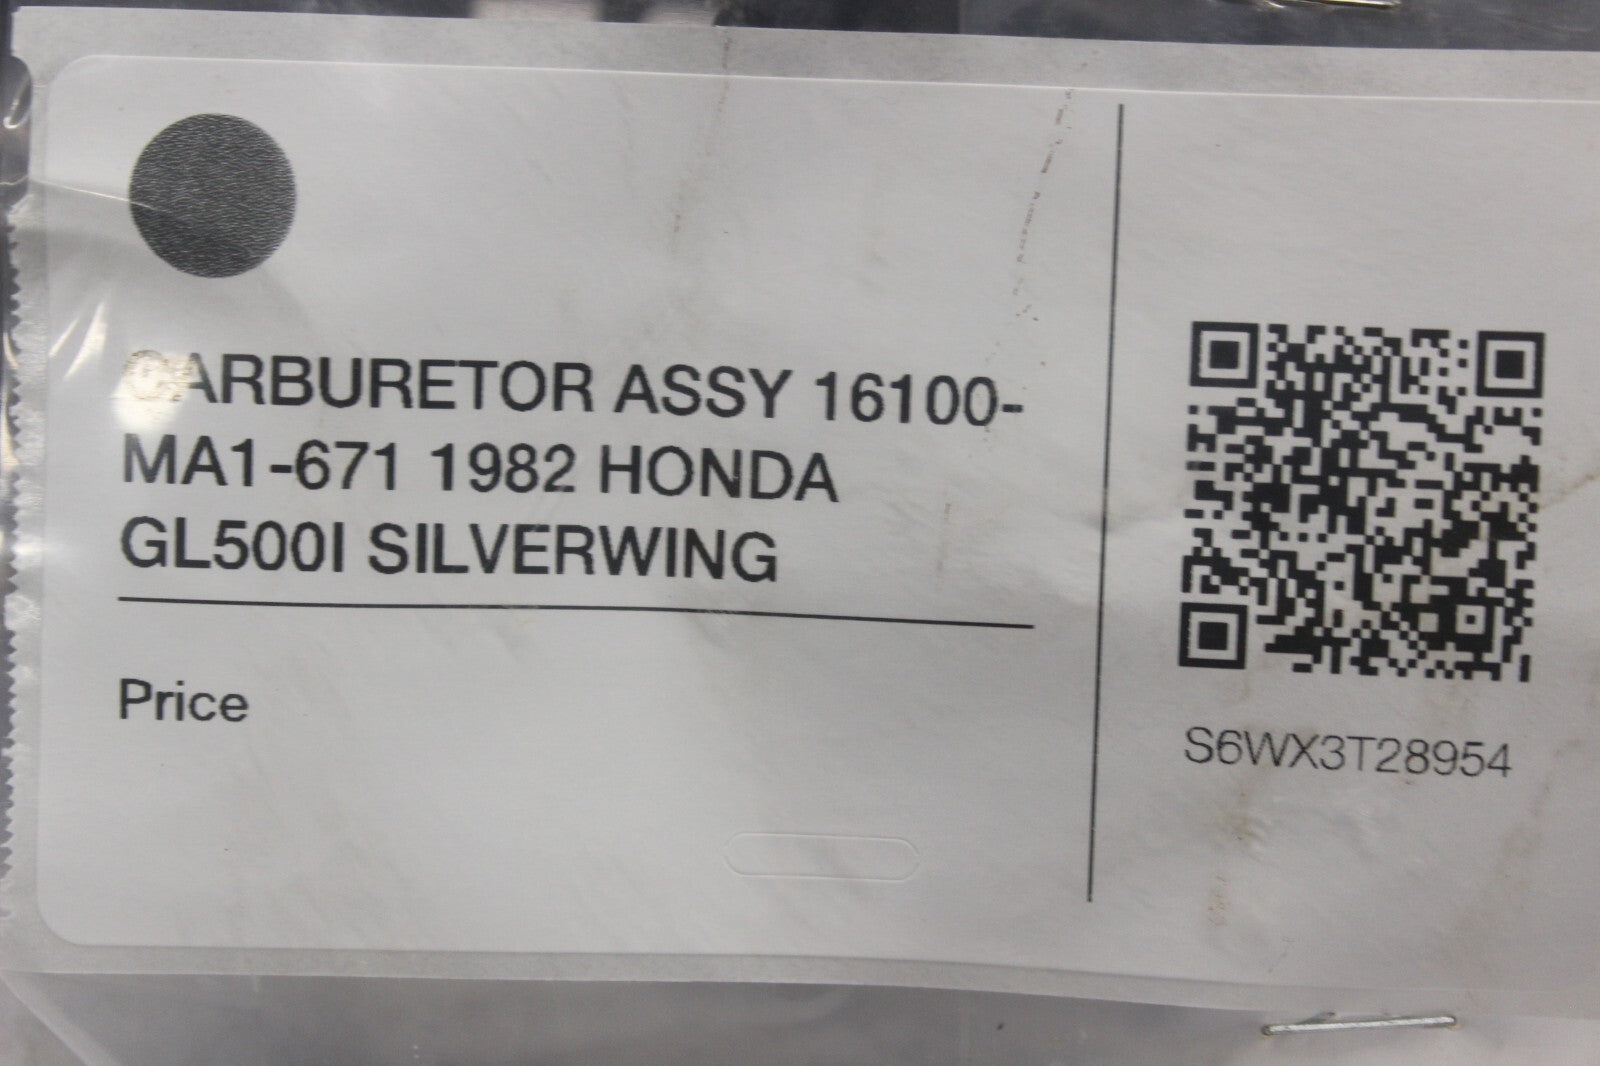 CARBURETOR ASSY 16100-
MA1-671 1982 HONDA
GL500I SILVERWING
Price
S6WX3T28954